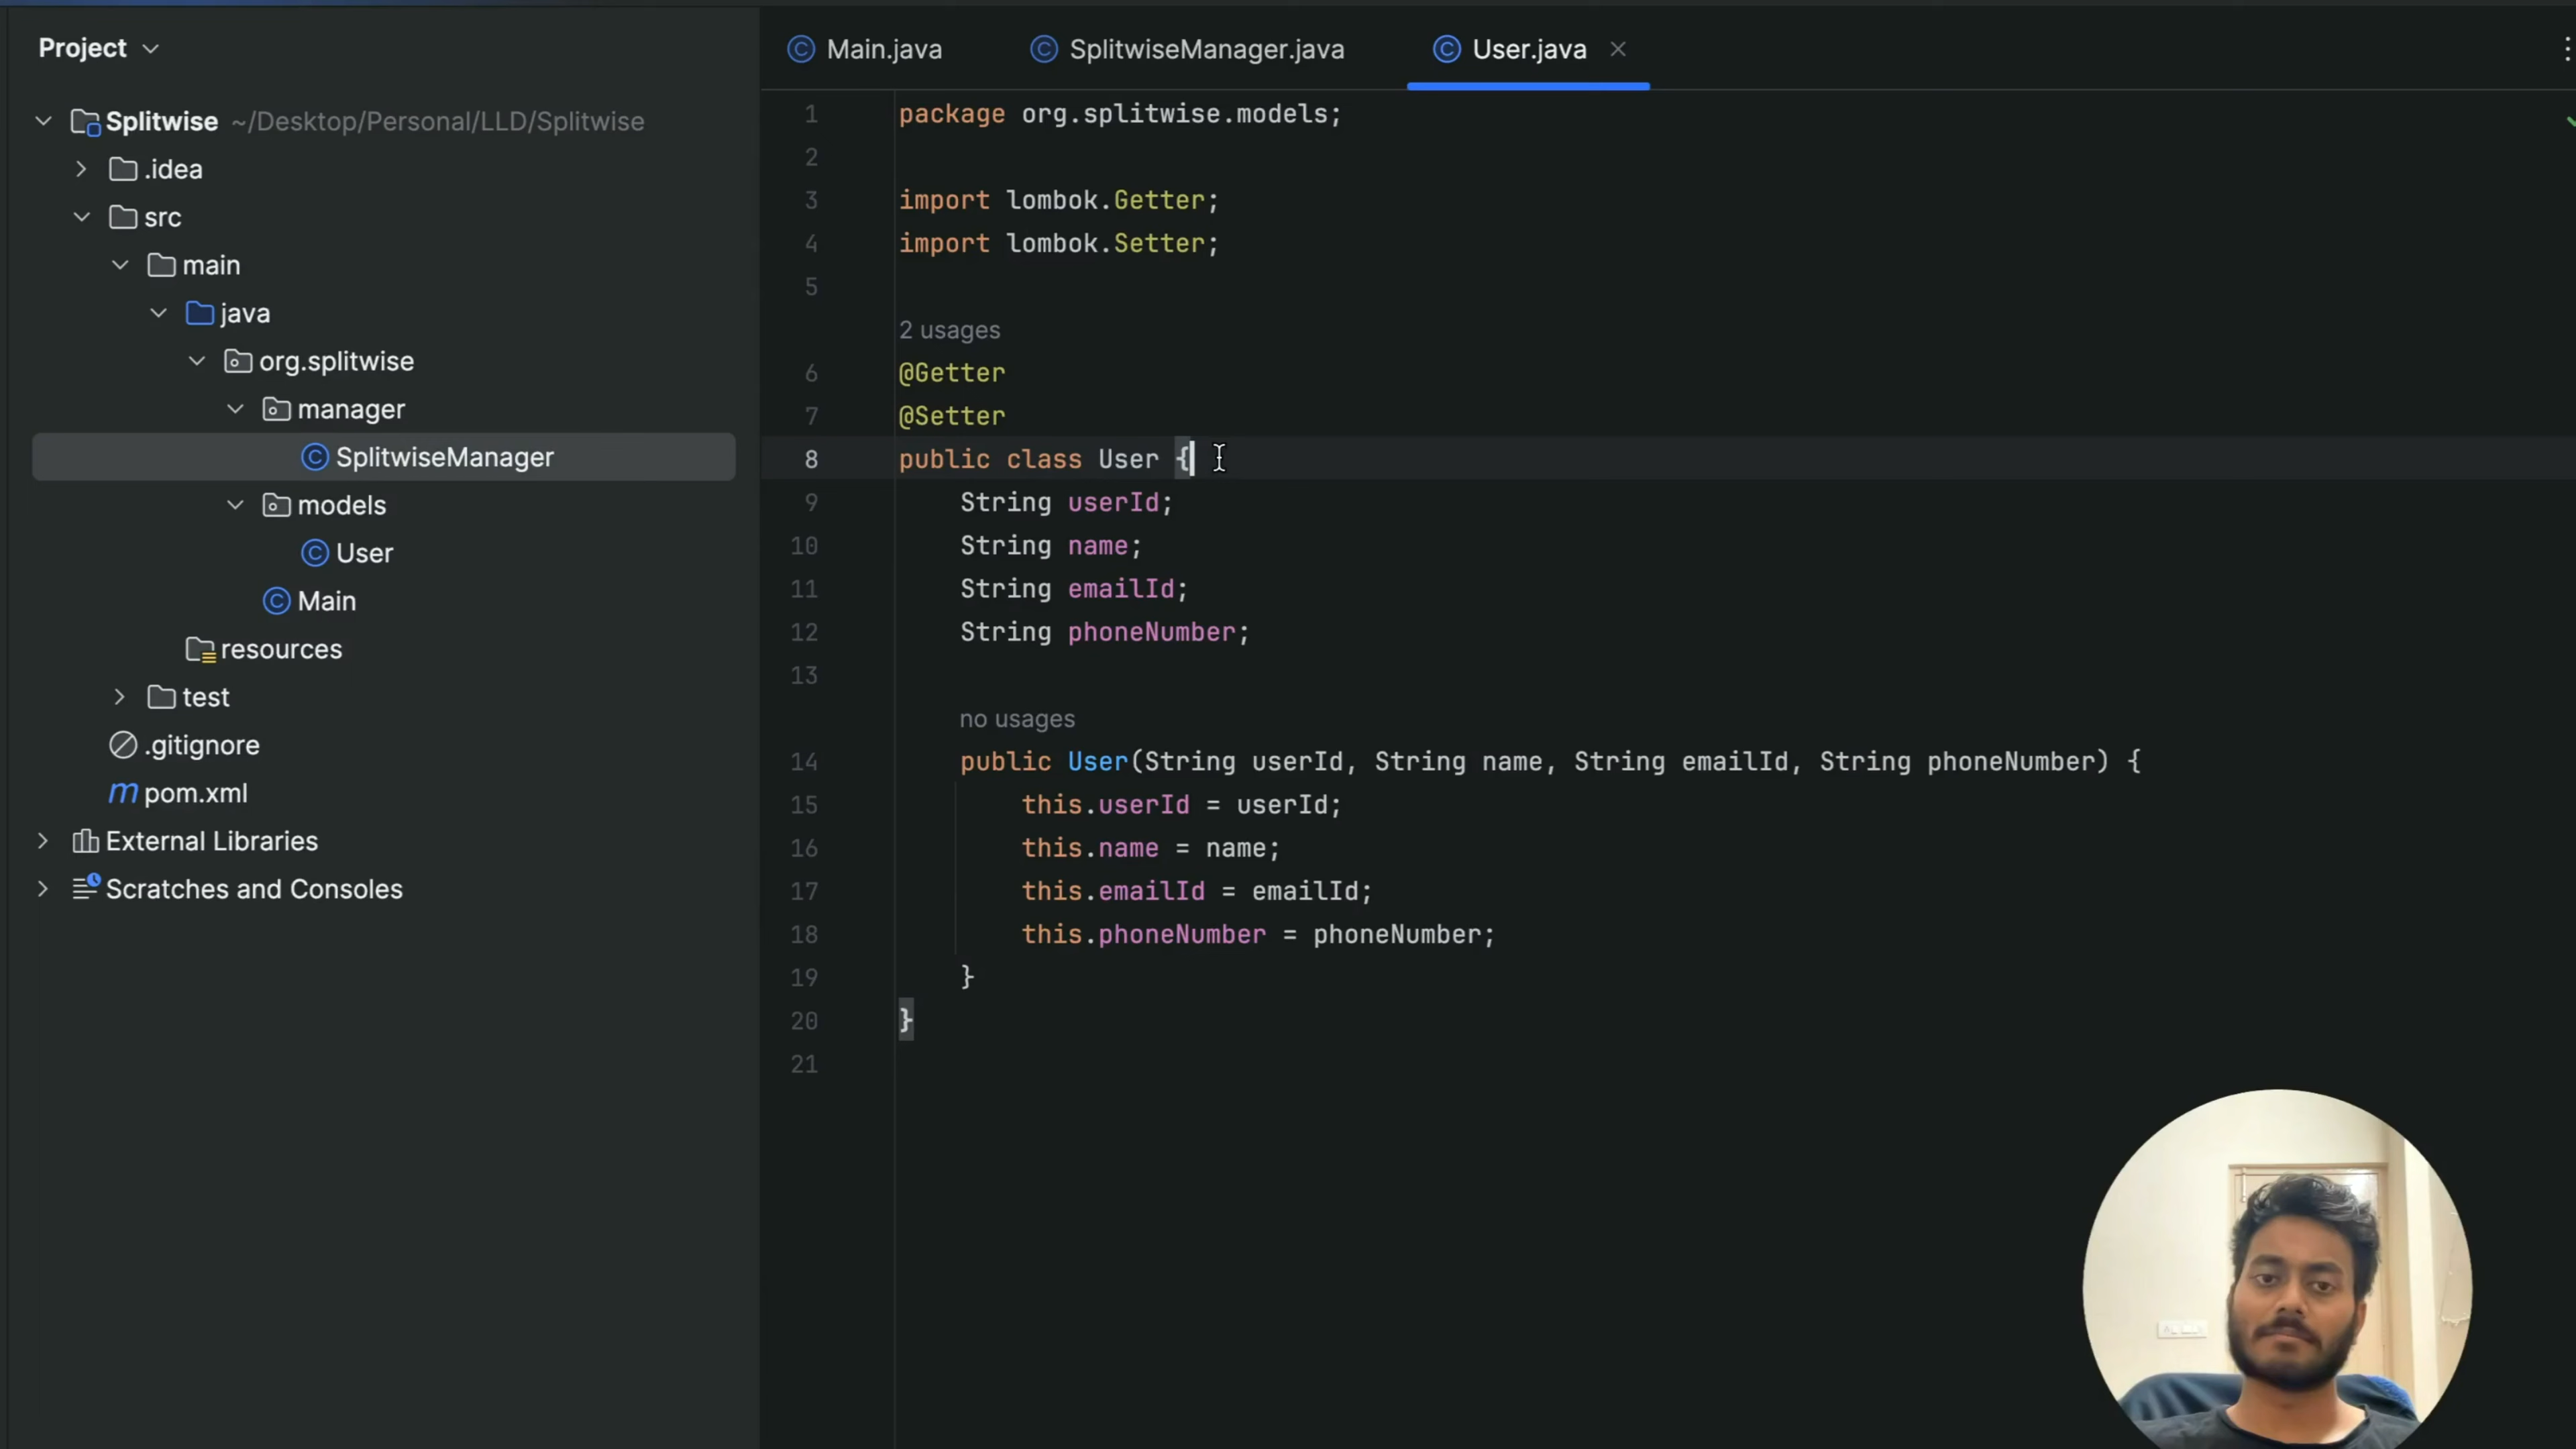 Project
Splitwise ~/Desktop/Personal/LLD/Splitwise
.idea
src
main
java
org.splitwise
manager
SplitwiseManager
models
User
Main
resources
test
.gitignore
pom.xml
External Libraries
Scratches and Consoles
Main.java SplitwiseManager.java User.java
1 package org.splitwise.models;
2
3 import lombok.Getter;
4 import lombok.Setter;
5
2 usages
6 @Getter
7 @Setter
8 public class User {
9 String userId;
10 String name;
11 String emailId;
12 String phoneNumber;
13
no usages
14 public User(String userId, String name, String emailId, String phoneNumber) {
15 this.userId = userId;
16 this.name = name;
17 this.emailId = emailId;
18 this.phoneNumber = phoneNumber;
19 }
20 }
21